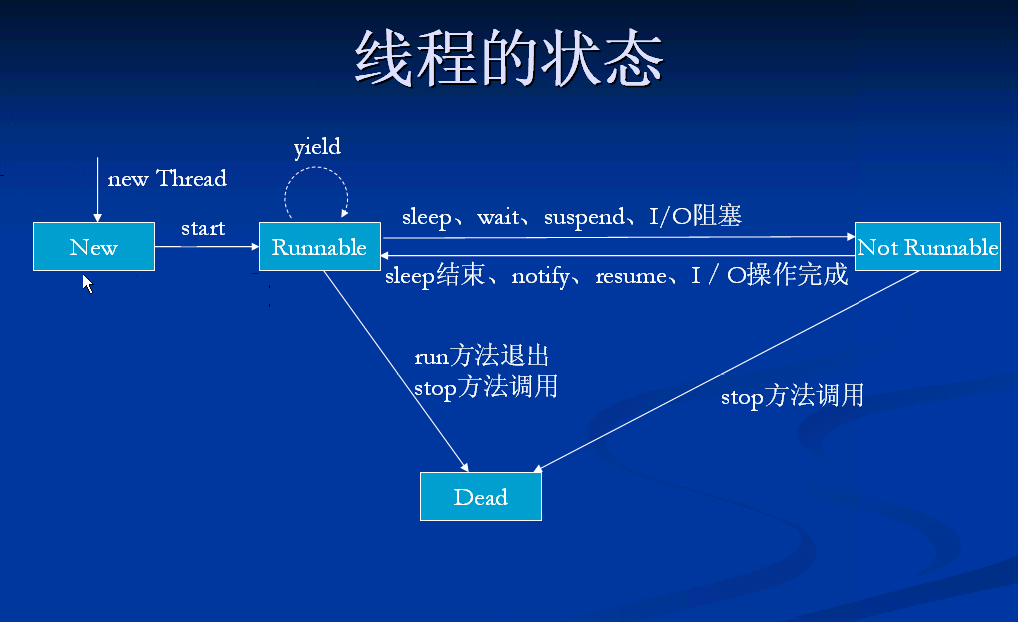 线程的状态
yield
new Thread
start
sleep、wait、suspend、I/O阻塞
New
Runnable
Not Runnable
sleep结束、notify、resume、I／O操作完成
run方法退出
stop方法调用
stop方法调用
Dead